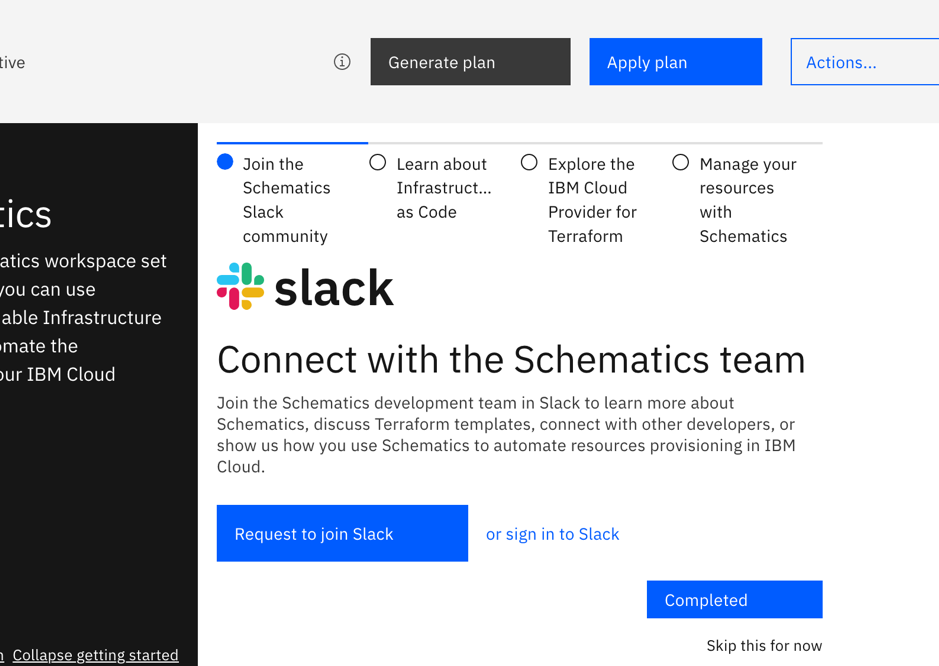 tive
Generate plan
Apply plan
Actions...
Join the
Schematics
Slack
community
Learn about
Infrastruct...
as Code
Explore the
IBM Cloud
Provider for
Terraform
Manage your
resources
with
Schematics
tics
atics workspace set
you can use
able Infrastructure
omate the
our IBM Cloud
Collapse getting started
slack
Connect with the Schematics team
Join the Schematics development team in Slack to learn more about
Schematics, discuss Terraform templates, connect with other developers, or
show us how you use Schematics to automate resources provisioning in IBM
Cloud.
Request to join Slack
or sign in to Slack
Completed
Skip this for now